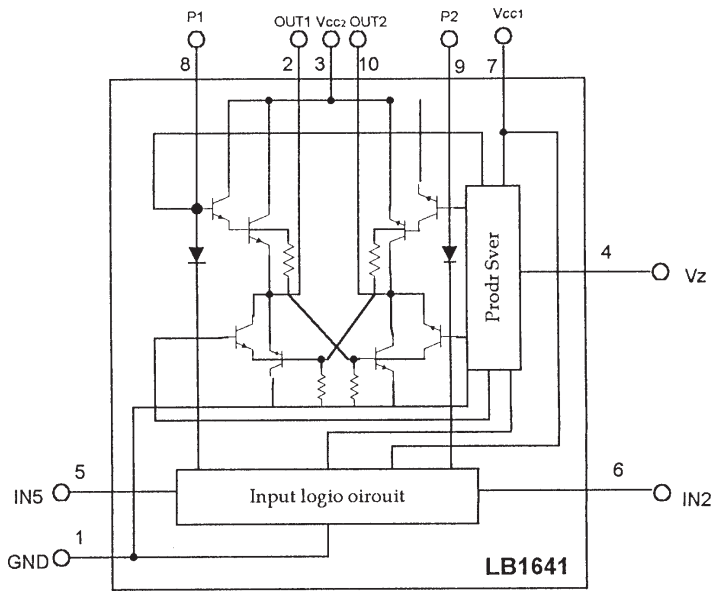 P1 OUT1 Vcc2 OUT2 P2 Vcc1
8 2 3 10 9 7
4
Vz
Prodr Sver
5 6
IN5 Input logio oirouit IN2
1
GND
LB1641